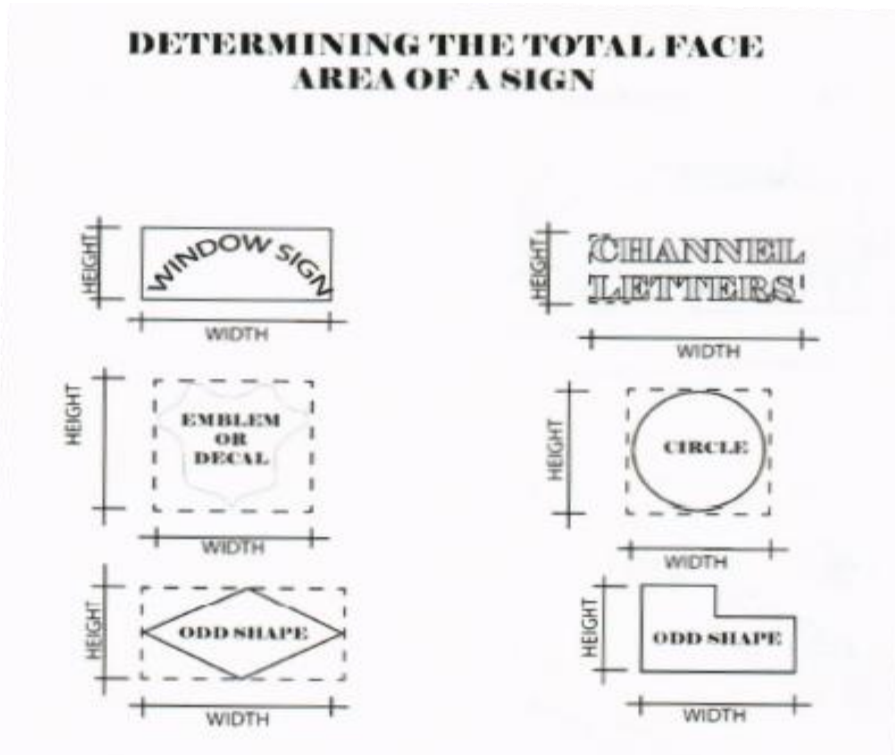 DETERMINING THE TOTAL FACE
AREA OF A SIGN
HEIGHT
WINDOW SIGN
WIDTH
HEIGHT
CHANNEL
LETTERS
WIDTH
HEIGHT
EMBLEM
OR
DECAL
WIDTH
HEIGHT
CIRCLE
WIDTH
HEIGHT
ODD SHAPE
WIDTH
HEIGHT
ODD SHAPE
WIDTH